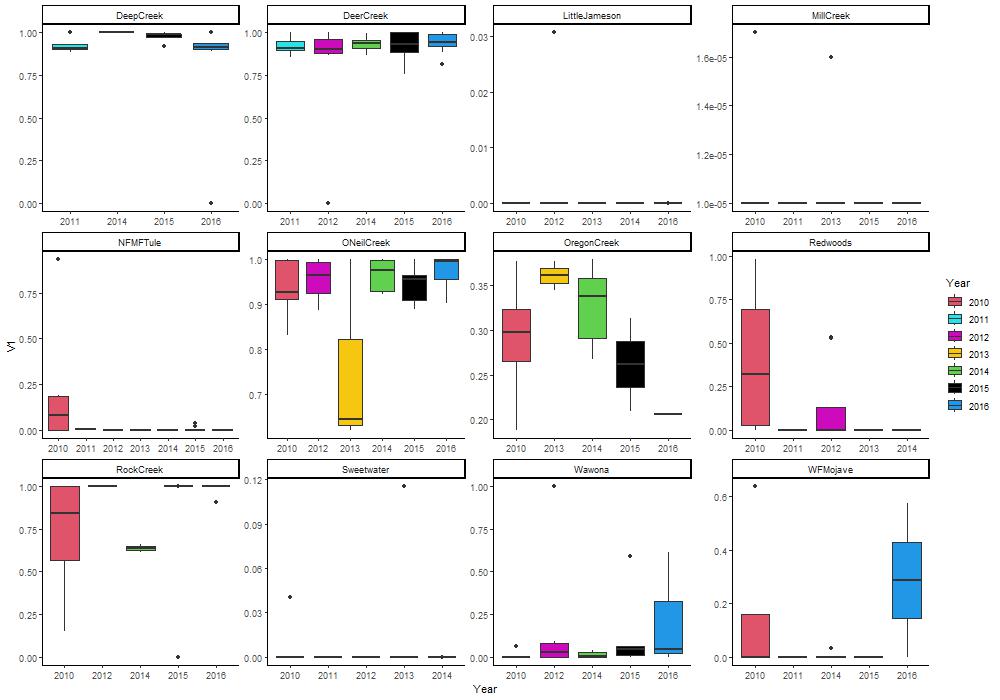 DeepCreek DeerCreek LittleJameson MillCreek
1.00 0.75 0.50 0.25 0.00
1.00 0.75 0.50 0.25 0.00
0.03 0.02 0.01 0.00
1.6e-05 1.4e-05 1.2e-05 1.0e-05
2011 2014 2015 2016
2011 2012 2014 2015 2016
2010 2012 2013 2014 2016
2010 2011 2012 2013 2015 2016
NFMFTule ONeilCreek OregonCreek Redwoods
0.75 0.50 0.25 0.00
1.0 0.9 0.8 0.7
0.35 0.30 0.25 0.20
1.00 0.75 0.50 0.25 0.00
2010 2011 2012 2013 2014 2015 2016
2010 2012 2013 2014 2015 2016
2010 2013 2014 2015 2016
2010 2011 2012 2013 2014
V1
Year
2010
2011
2012
2013
2014
2015
2016
RockCreek Sweetwater Wawona WFMojave
1.00 0.75 0.50 0.25 0.00
0.12 0.09 0.06 0.03 0.00
1.00 0.75 0.50 0.25 0.00
0.6 0.4 0.2 0.0
2010 2012 2014 2015 2016
2010 2011 2012 2013 2014
2010 2012 2014 2015 2016
2010 2011 2012 2015 2016
Year